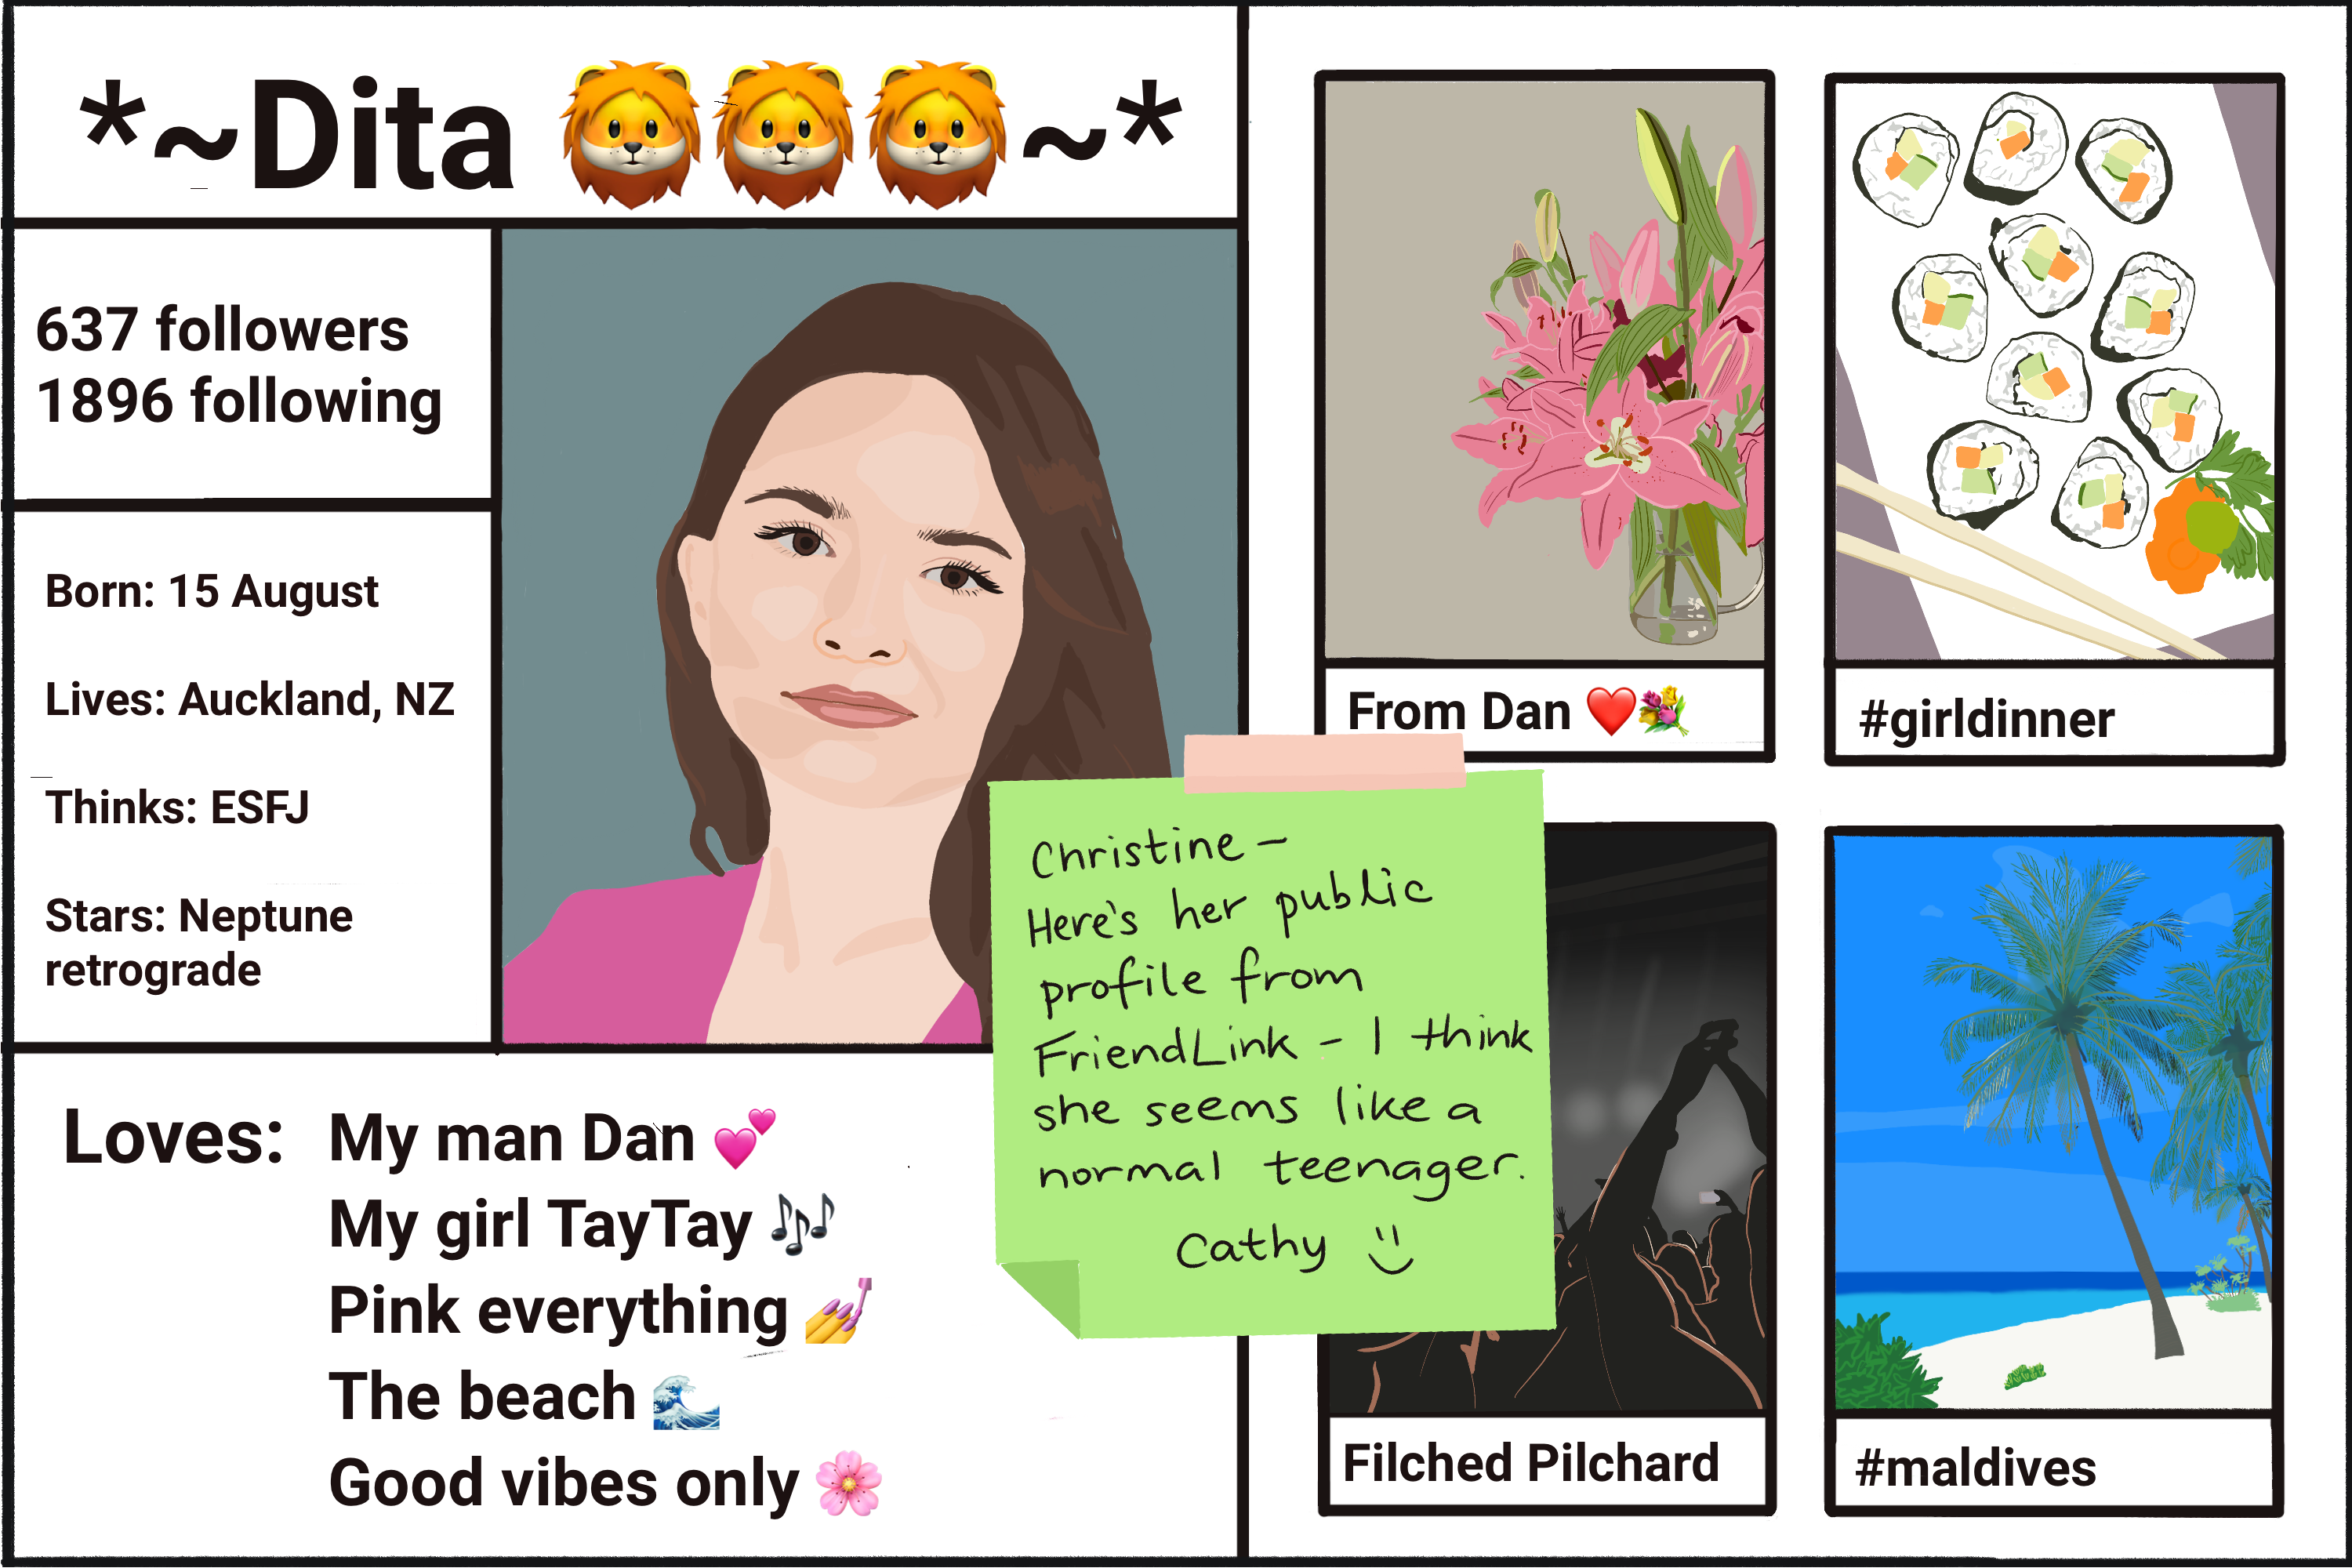 *~Dita 🦁🦁🦁~*
637 followers
1896 following
Born: 15 August
Lives: Auckland, NZ
Thinks: ESFJ
Stars: Neptune
retrograde
Loves: My man Dan 💕
My girl TayTay 🎶
Pink everything 💅
The beach 🌊
Good vibes only 🌸
From Dan ❤️💐
#girldinner
Christine –
Here's her public
profile from
FriendLink – I think
she seems like a
normal teenager.
Cathy :)
Filched Pilchard
#maldives